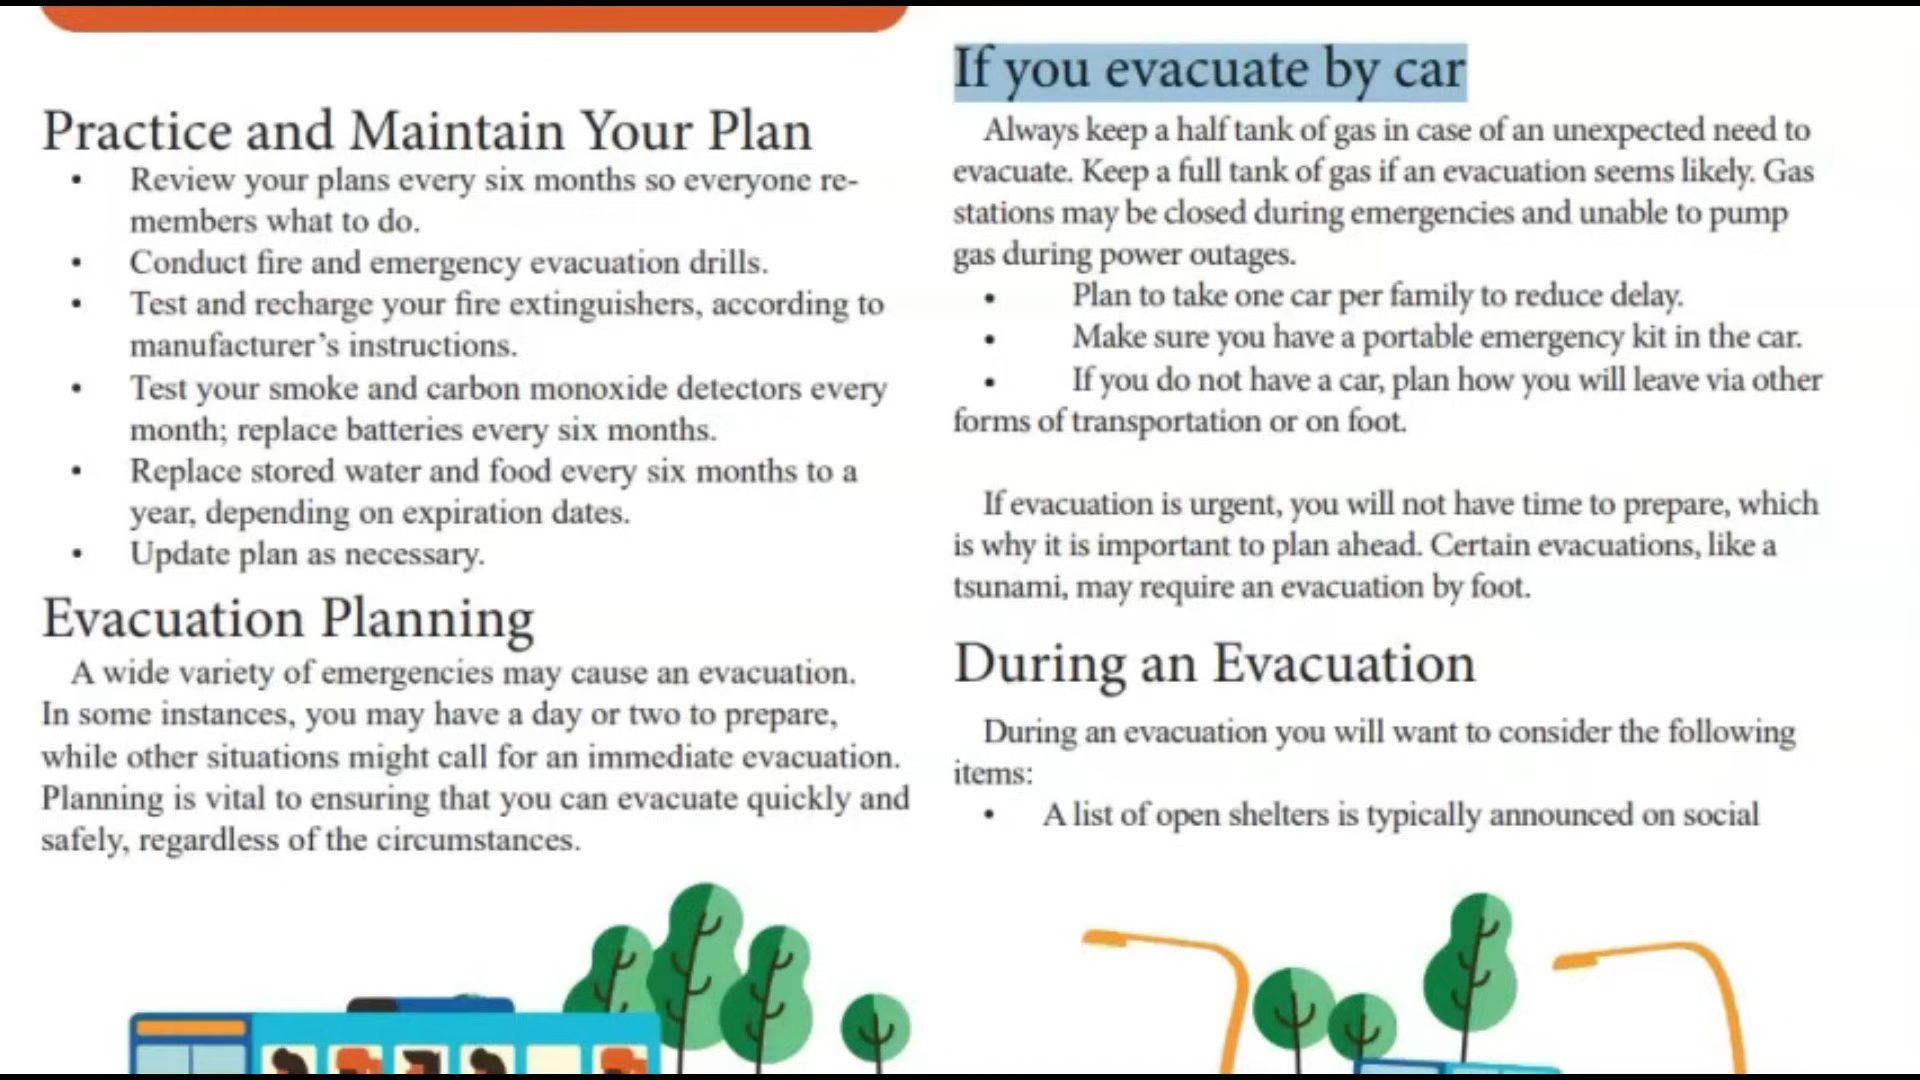 Practice and Maintain Your Plan
• Review your plans every six months so everyone re-
members what to do.
• Conduct fire and emergency evacuation drills.
• Test and recharge your fire extinguishers, according to
manufacturer’s instructions.
• Test your smoke and carbon monoxide detectors every
month; replace batteries every six months.
• Replace stored water and food every six months to a
year, depending on expiration dates.
• Update plan as necessary.
Evacuation Planning
A wide variety of emergencies may cause an evacuation.
In some instances, you may have a day or two to prepare,
while other situations might call for an immediate evacuation.
Planning is vital to ensuring that you can evacuate quickly and
safely, regardless of the circumstances.
If you evacuate by car
Always keep a half tank of gas in case of an unexpected need to
evacuate. Keep a full tank of gas if an evacuation seems likely. Gas
stations may be closed during emergencies and unable to pump
gas during power outages.
• Plan to take one car per family to reduce delay.
• Make sure you have a portable emergency kit in the car.
• If you do not have a car, plan how you will leave via other
forms of transportation or on foot.
If evacuation is urgent, you will not have time to prepare, which
is why it is important to plan ahead. Certain evacuations, like a
tsunami, may require an evacuation by foot.
During an Evacuation
During an evacuation you will want to consider the following
items:
• A list of open shelters is typically announced on social